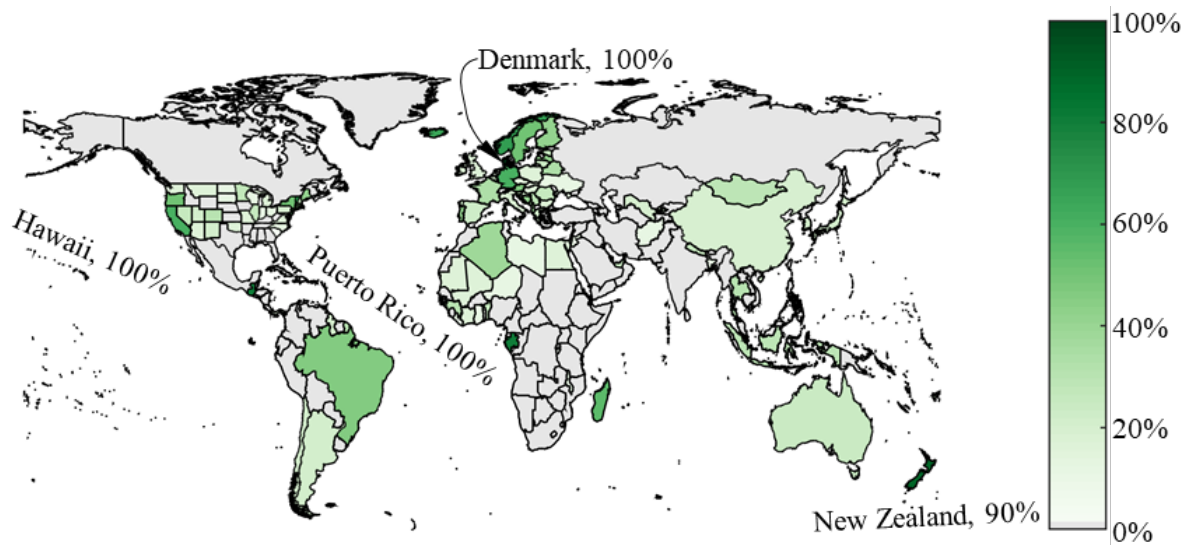 Denmark, 100%
Hawaii, 100%
Puerto Rico, 100%
New Zealand, 90%
100%
80%
60%
40%
20%
0%